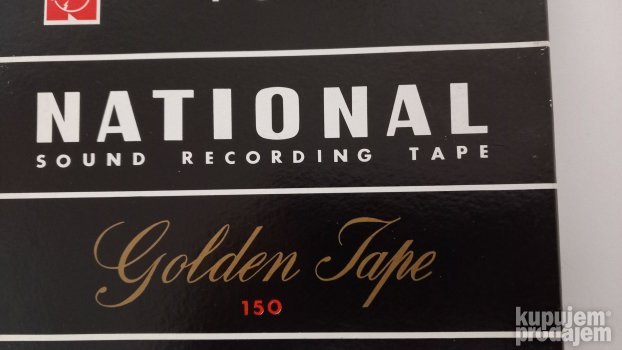 NATIONAL
SOUND RECORDING TAPE
Golden Tape
150
kupujem
prodajem